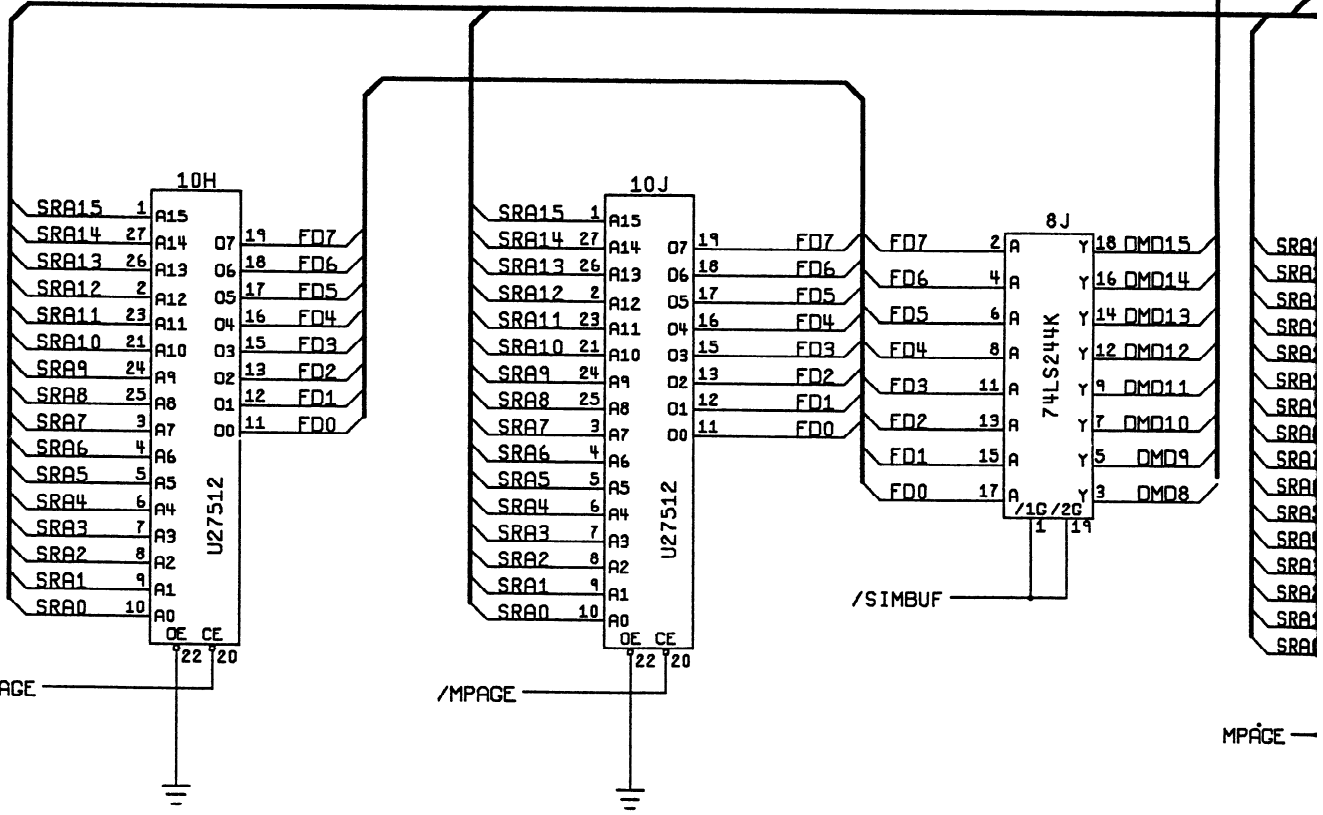 10H
SRA15 1 A15
SRA14 27 A14 O7 19 FD7
SRA13 26 A13 O6 18 FD6
SRA12 2 A12 O5 17 FD5
SRA11 23 A11 O4 16 FD4
SRA10 21 A10 O3 15 FD3
SRA9 24 A9 O2 13 FD2
SRA8 25 A8 O1 12 FD1
SRA7 3 A7 O0 11 FD0
SRA6 4 A6
SRA5 5 A5
SRA4 6 A4
SRA3 7 A3
SRA2 8 A2
SRA1 9 A1
SRA0 10 A0
U27512
OE CE
22 20
AGE
10J
SRA15 1 A15
SRA14 27 A14 O7 19 FD7
SRA13 26 A13 O6 18 FD6
SRA12 2 A12 O5 17 FD5
SRA11 23 A11 O4 16 FD4
SRA10 21 A10 O3 15 FD3
SRA9 24 A9 O2 13 FD2
SRA8 25 A8 O1 12 FD1
SRA7 3 A7 O0 11 FD0
SRA6 4 A6
SRA5 5 A5
SRA4 6 A4
SRA3 7 A3
SRA2 8 A2
SRA1 9 A1
SRA0 10 A0
U27512
OE CE
22 20
/MPAGE
8J
FD7 2 A Y 18 DMD15
FD6 4 A Y 16 DMD14
FD5 6 A Y 14 DMD13
FD4 8 A Y 12 DMD12
FD3 11 A Y 9 DMD11
FD2 13 A Y 7 DMD10
FD1 15 A Y 5 DMD9
FD0 17 A Y 3 DMD8
74LS244K
/1G /2G
1 19
/SIMBUF
MPAGE